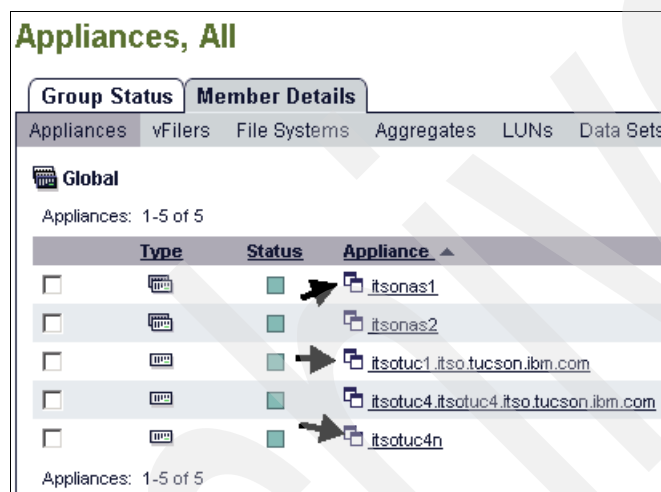 Appliances, All
Group Status Member Details
Appliances vFilers File Systems Aggregates LUNs Data Sets
Global
Appliances: 1-5 of 5
Type Status Appliance
itsonas1
itsonas2
itsotuc1.itso.tucson.ibm.com
itsotuc4.itsotuc4.itso.tucson.ibm.com
itsotuc4n
Appliances: 1-5 of 5